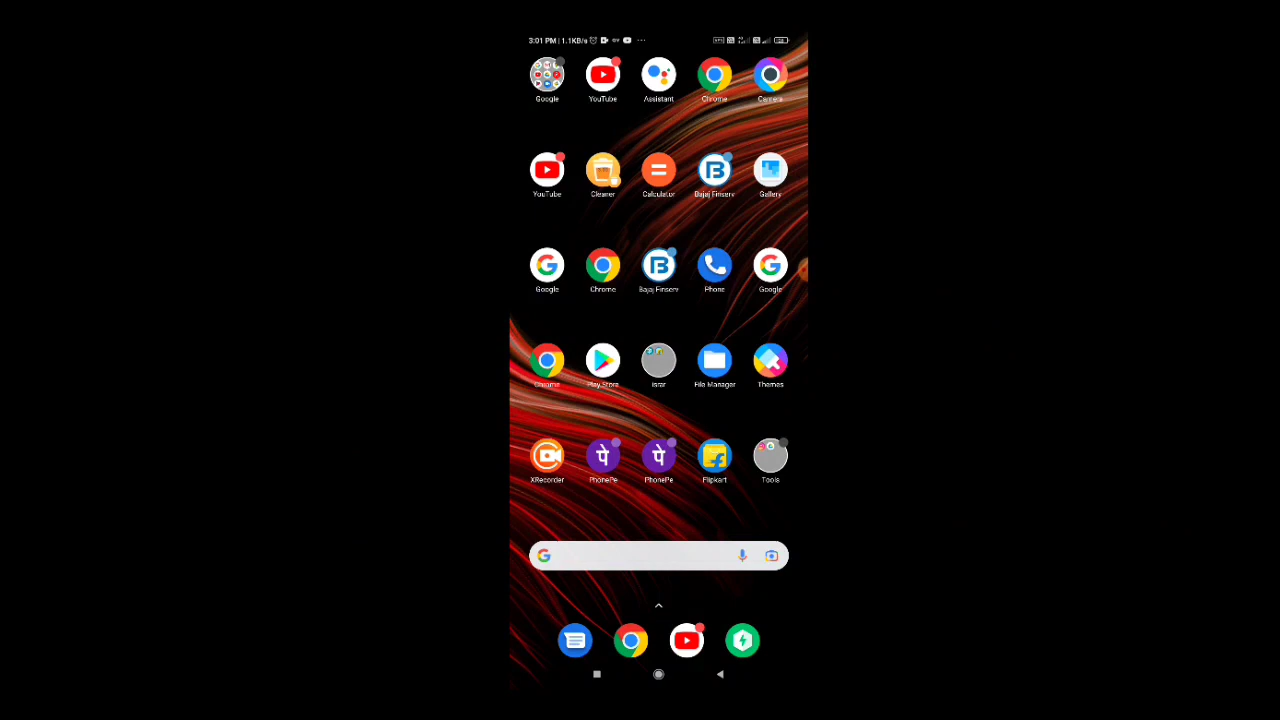 3:01 PM | 1.1KB/s
Google YouTube Assistant Chrome Camera
YouTube Cleaner Calculator Bajaj Finserv Gallery
Google Chrome Bajaj Finserv Phone Google
Chrome Play Store israr File Manager Themes
XRecorder पे PhonePe पे PhonePe Flipkart Tools